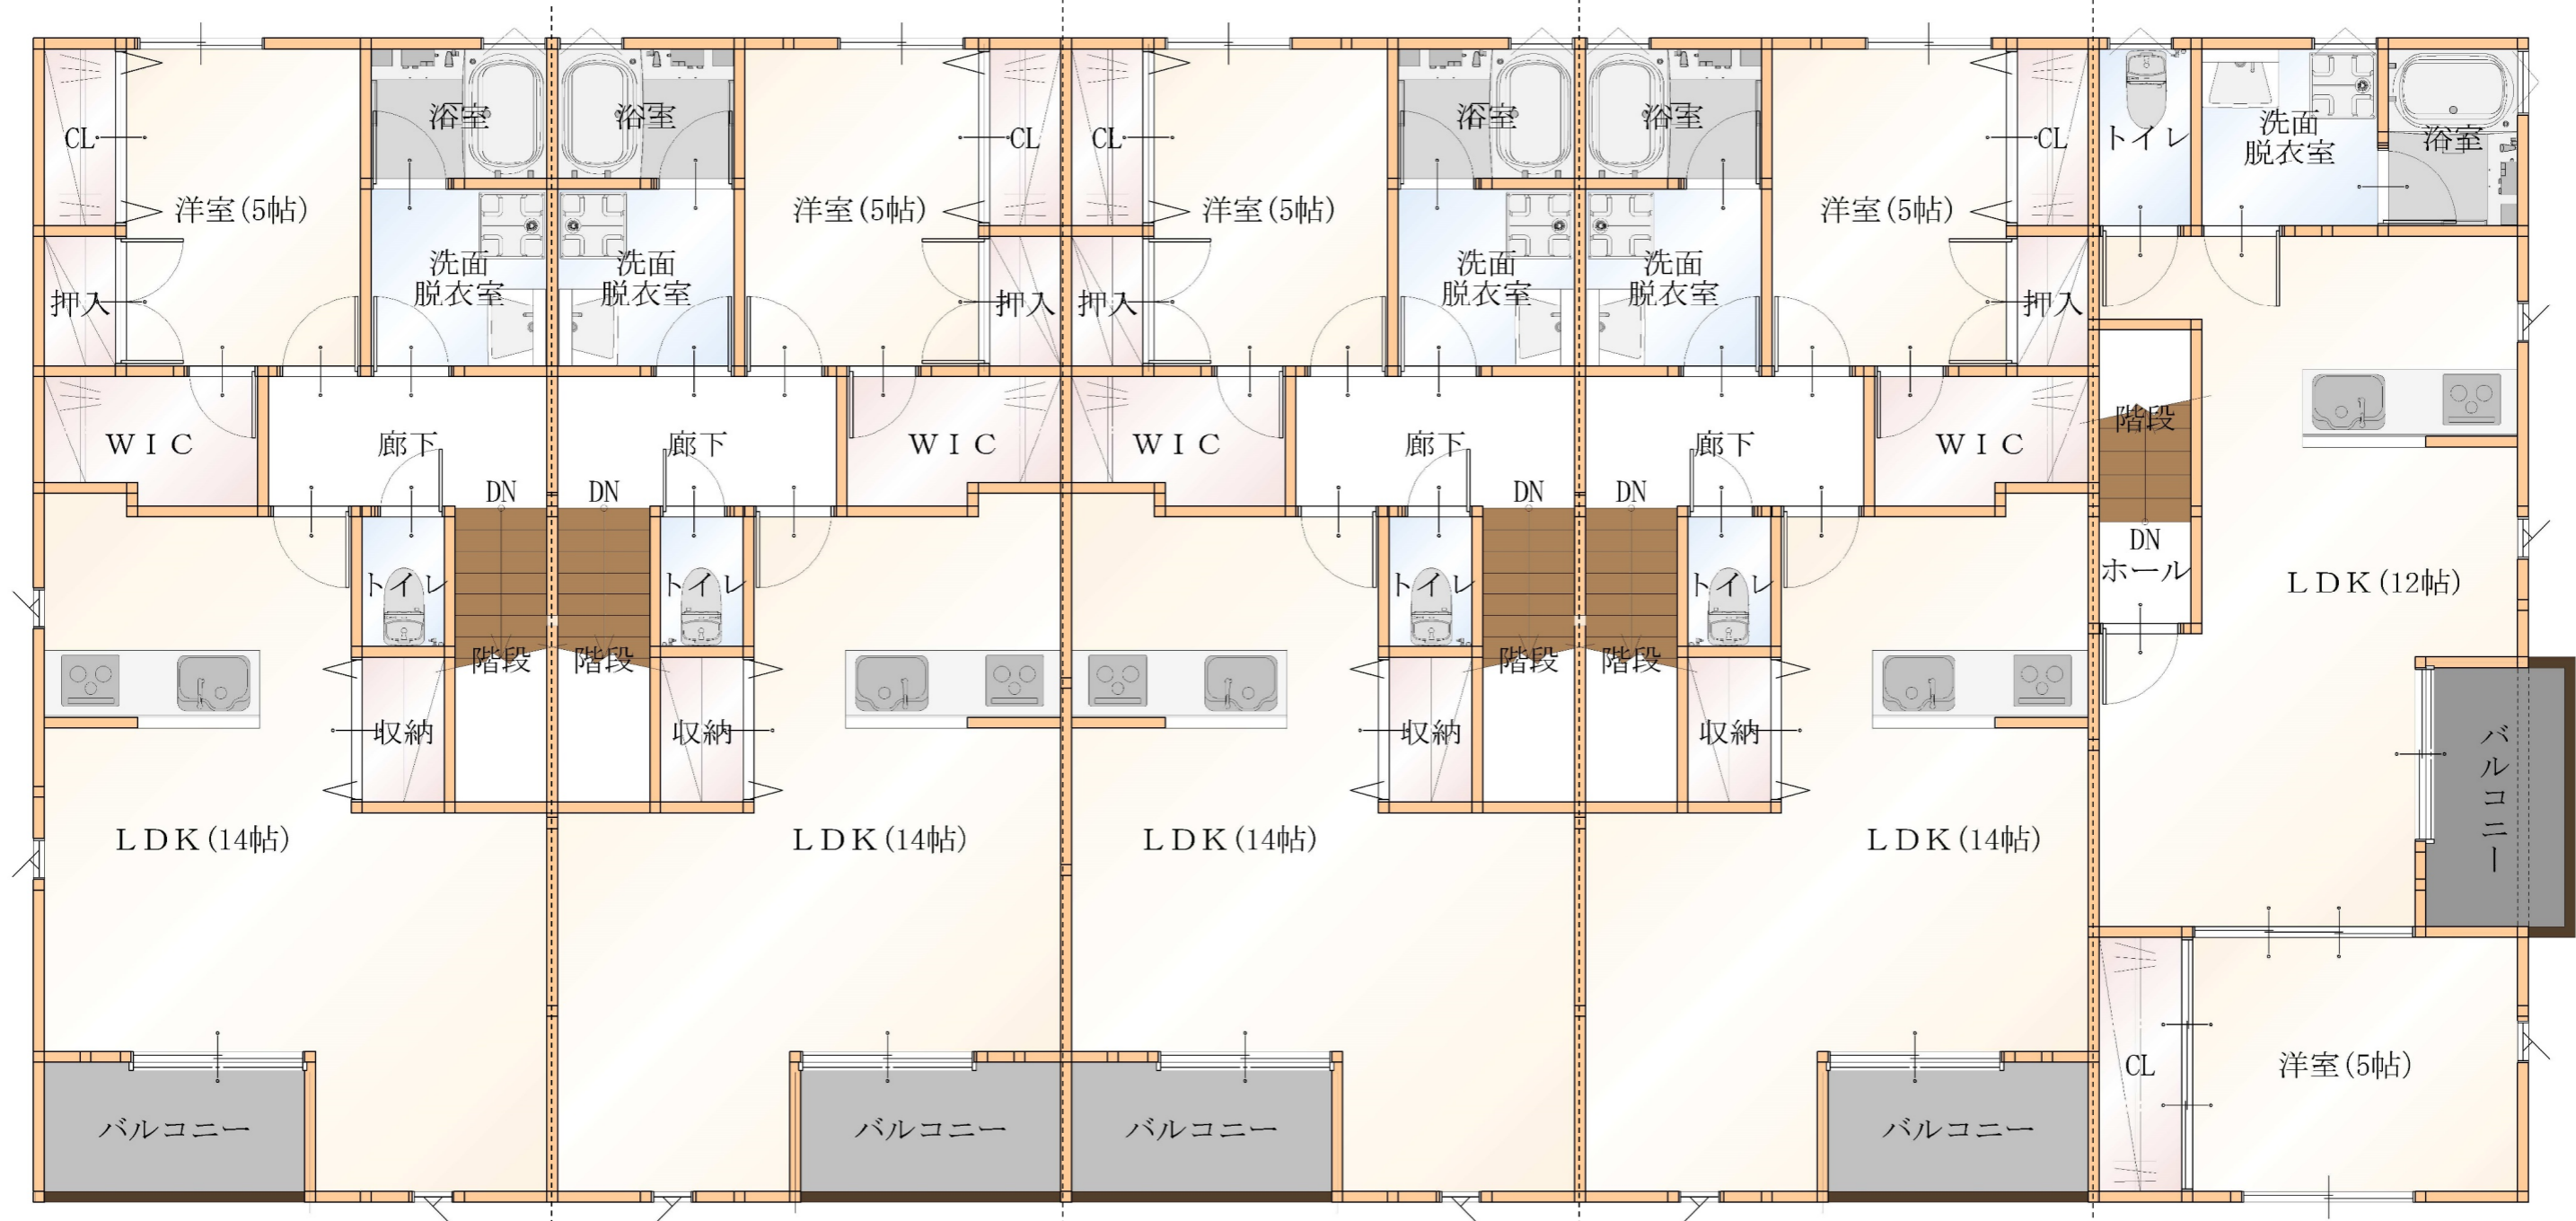 浴室
浴室
浴室
浴室
CL
CL
CL
CL
トイレ
洗面
脱衣室
浴室
洋室(5帖)
洋室(5帖)
洋室(5帖)
洋室(5帖)
洗面
脱衣室
洗面
脱衣室
洗面
脱衣室
洗面
脱衣室
押入
押入
押入
押入
ＷＩＣ
廊下
廊下
ＷＩＣ
ＷＩＣ
廊下
廊下
ＷＩＣ
階段
DN
DN
DN
DN
DN
ホール
トイレ
トイレ
トイレ
トイレ
ＬＤＫ(12帖)
階段
階段
階段
階段
収納
収納
収納
収納
バルコニー
ＬＤＫ(14帖)
ＬＤＫ(14帖)
ＬＤＫ(14帖)
ＬＤＫ(14帖)
CL
洋室(5帖)
バルコニー
バルコニー
バルコニー
バルコニー